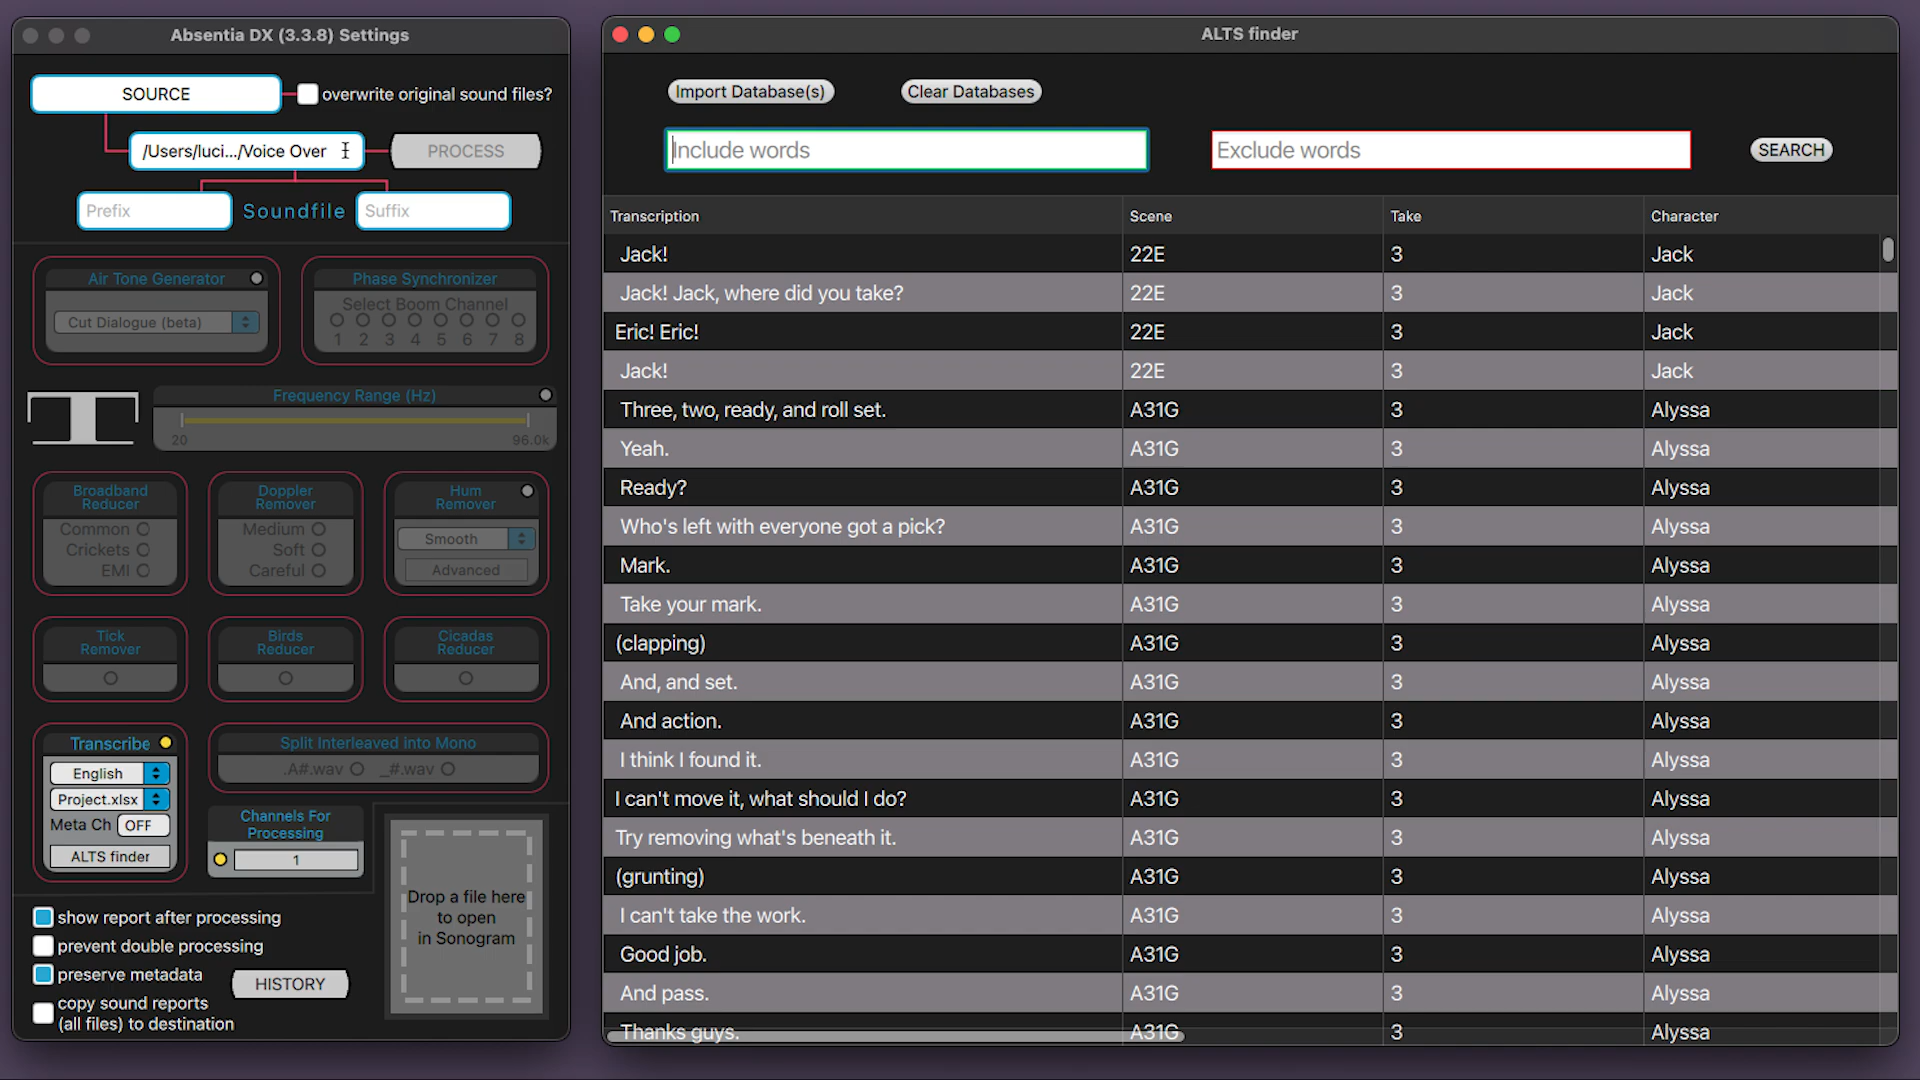 Absentia DX (3.3.8) Settings
SOURCE
overwrite original sound files?
/Users/luci.../Voice Over
PROCESS
Prefix
Soundfile
Suffix
Air Tone Generator
Cut Dialogue (beta)
Phase Synchronizer
Select Boom Channel
1 2 3 4 5 6 7 8
Frequency Range (Hz)
20
96.0k
Broadband
Reducer
Common
Crickets
EMI
Doppler
Remover
Medium
Soft
Careful
Hum
Remover
Smooth
Advanced
Tick
Remover
Birds
Reducer
Cicadas
Reducer
Transcribe
English
Project.xlsx
Meta Ch OFF
ALTS finder
Split Interleaved into Mono
.A#.wav _#.wav
Channels For
Processing
1
Drop a file here
to open
in Sonogram
show report after processing
prevent double processing
preserve metadata
copy sound reports
(all files) to destination
HISTORY
ALTS finder
Import Database(s)
Clear Databases
Include words
Exclude words
SEARCH
Transcription Scene Take Character
Jack! 22E 3 Jack
Jack! Jack, where did you take? 22E 3 Jack
Eric! Eric! 22E 3 Jack
Jack! 22E 3 Jack
Three, two, ready, and roll set. A31G 3 Alyssa
Yeah. A31G 3 Alyssa
Ready? A31G 3 Alyssa
Who's left with everyone got a pick? A31G 3 Alyssa
Mark. A31G 3 Alyssa
Take your mark. A31G 3 Alyssa
(clapping) A31G 3 Alyssa
And, and set. A31G 3 Alyssa
And action. A31G 3 Alyssa
I think I found it. A31G 3 Alyssa
I can't move it, what should I do? A31G 3 Alyssa
Try removing what's beneath it. A31G 3 Alyssa
(grunting) A31G 3 Alyssa
I can't take the work. A31G 3 Alyssa
Good job. A31G 3 Alyssa
And pass. A31G 3 Alyssa
Thanks guys. A31G 3 Alyssa